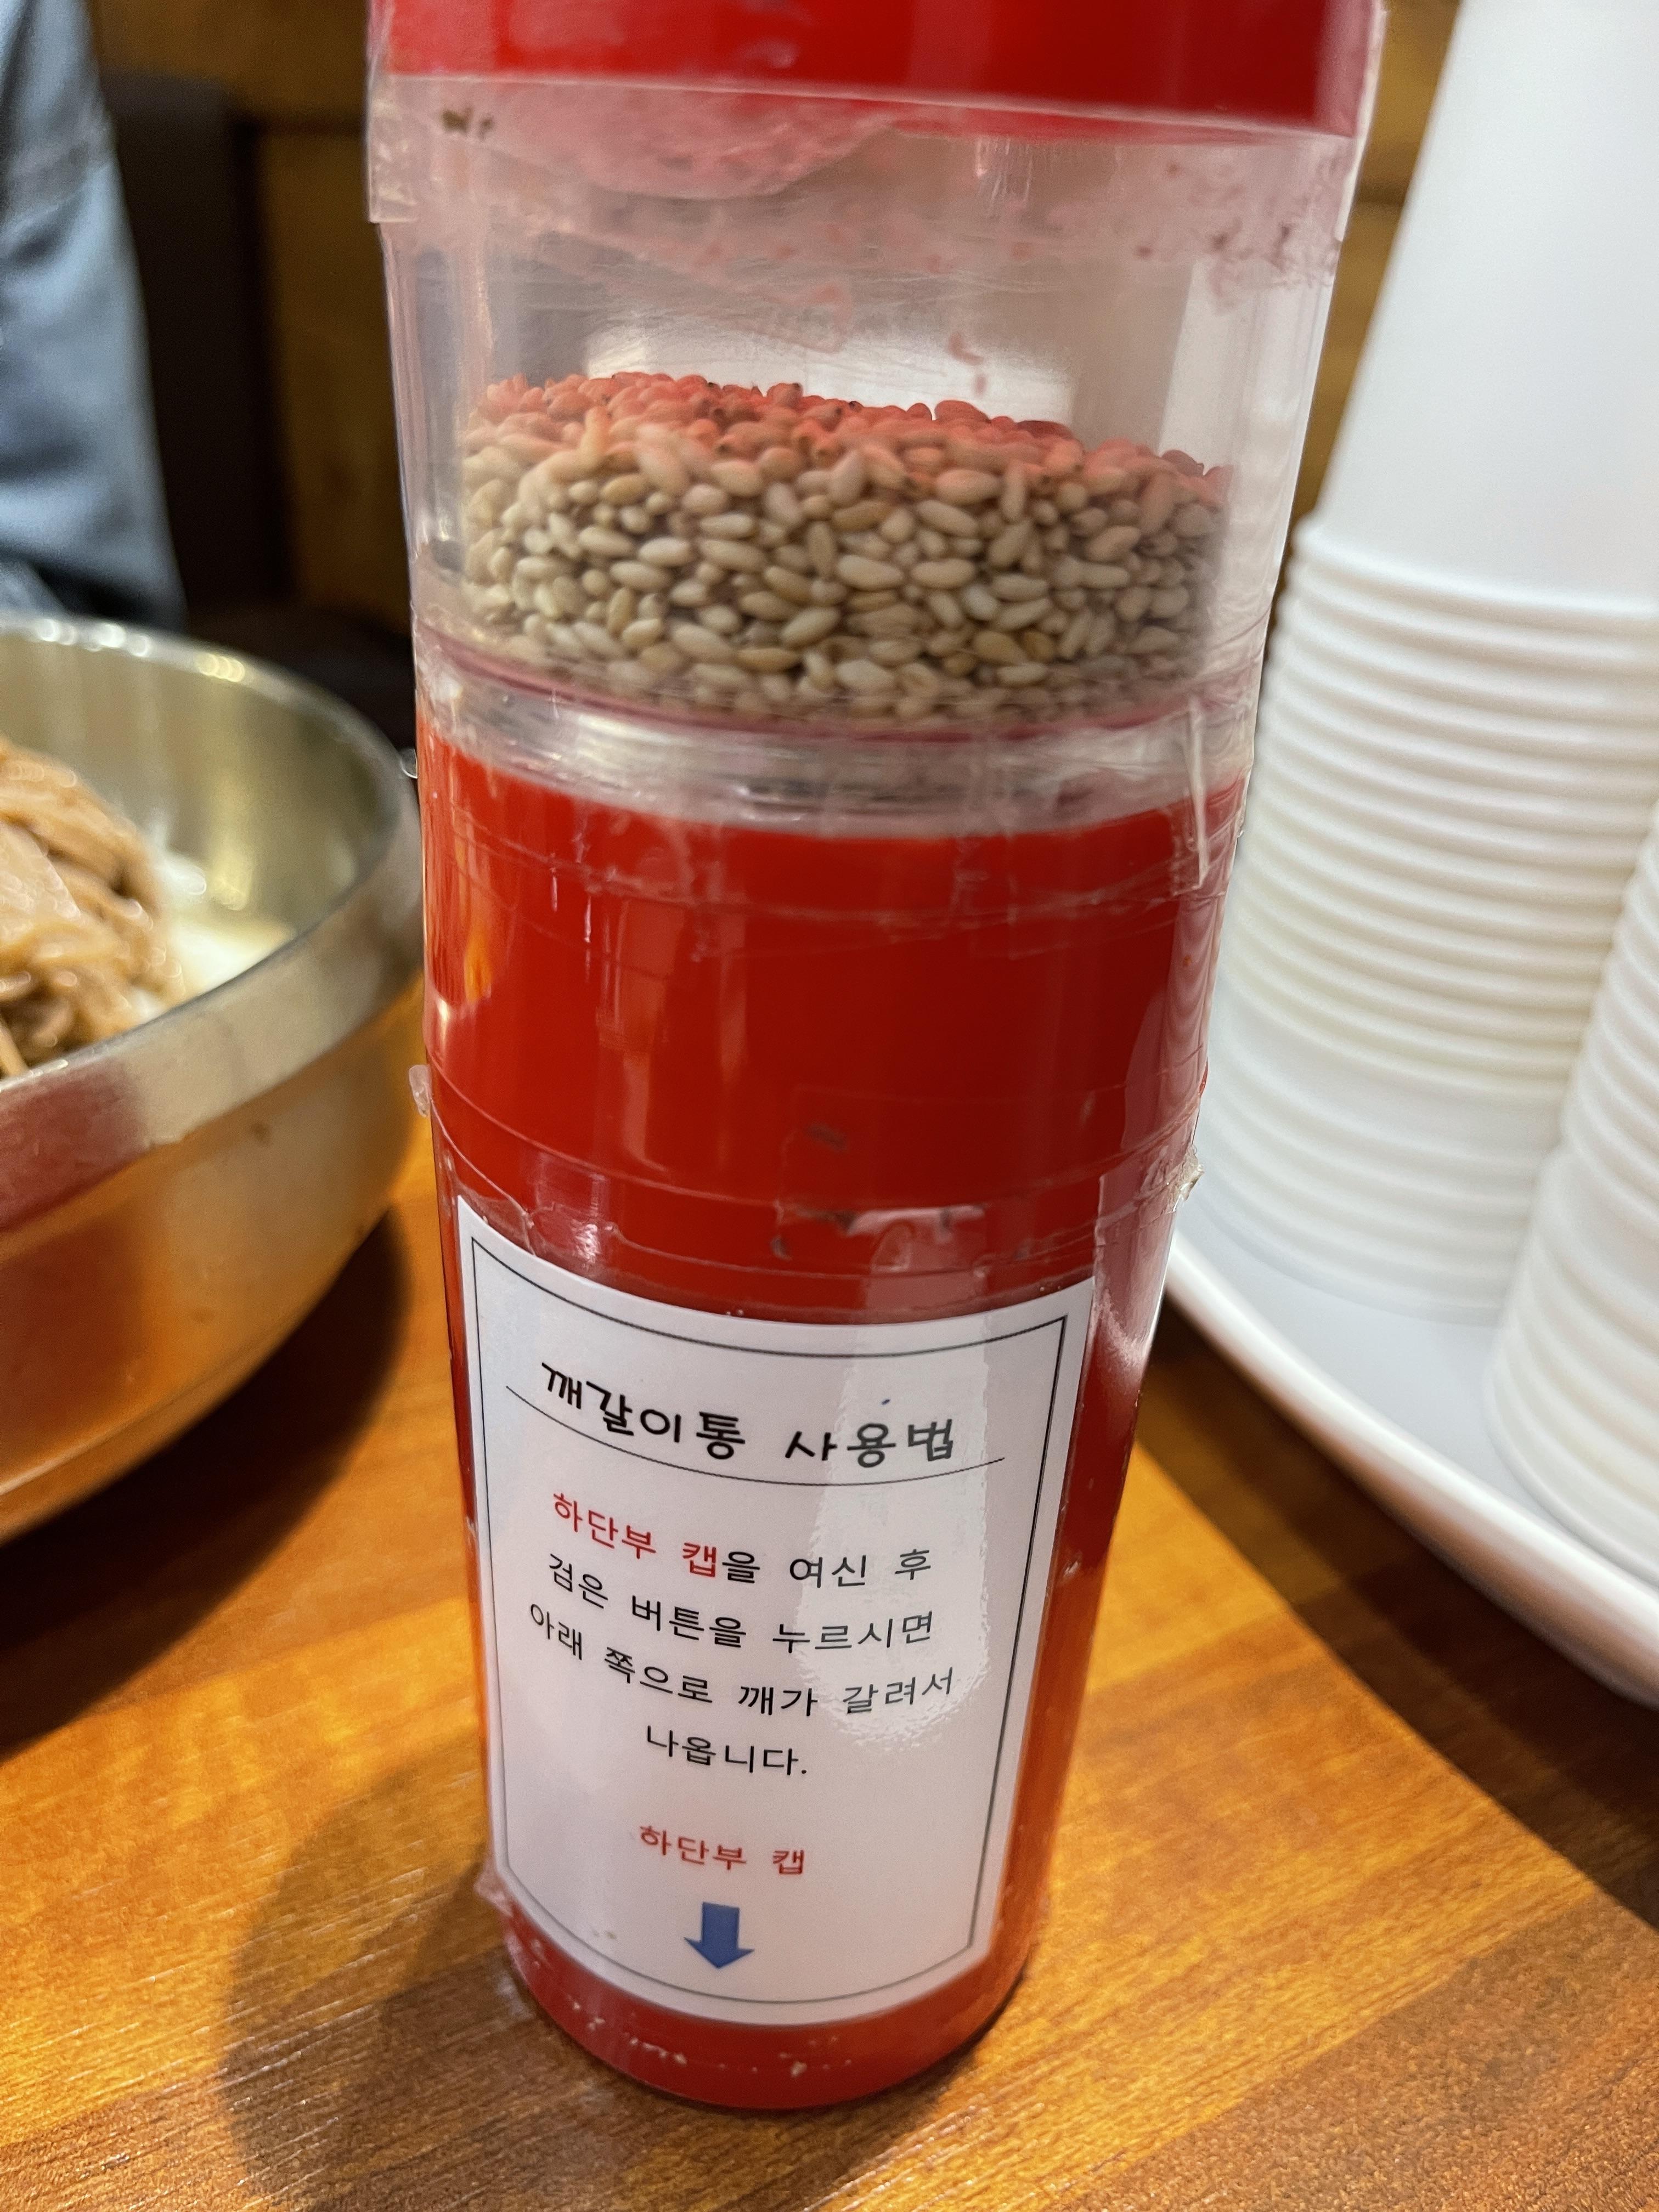 깨갈이통 사용법
하단부 캡을 여신 후
검은 버튼을 누르시면
아래 쪽으로 깨가 갈려서
나옵니다.
하단부 캡